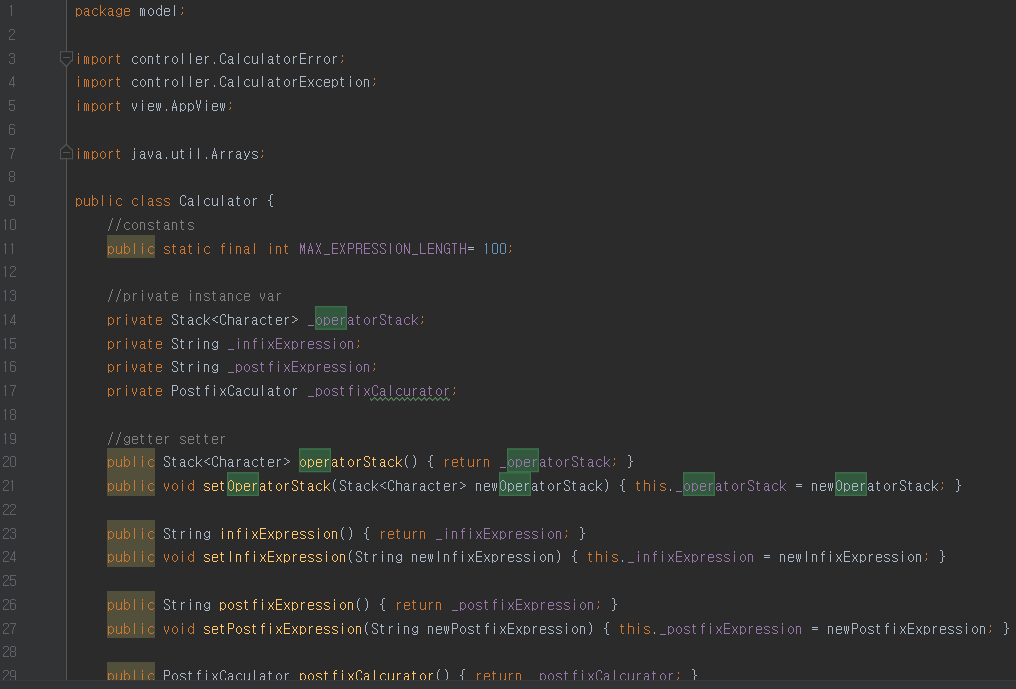 1 package model;
2
3 import controller.CalculatorError;
4 import controller.CalculatorException;
5 import view.AppView;
6
7 import java.util.Arrays;
8
9 public class Calculator {
10 //constants
11 public static final int MAX_EXPRESSION_LENGTH= 100;
12
13 //private instance var
14 private Stack<Character> _operatorStack;
15 private String _infixExpression;
16 private String _postfixExpression;
17 private PostfixCaculator _postfixCalcurator;
18
19 //getter setter
20 public Stack<Character> operatorStack() { return _operatorStack; }
21 public void setOperatorStack(Stack<Character> newOperatorStack) { this._operatorStack = newOperatorStack; }
22
23 public String infixExpression() { return _infixExpression; }
24 public void setInfixExpression(String newInfixExpression) { this._infixExpression = newInfixExpression; }
25
26 public String postfixExpression() { return _postfixExpression; }
27 public void setPostfixExpression(String newPostfixExpression) { this._postfixExpression = newPostfixExpression; }
28
29 public PostfixCaculator postfixCalcurator() { return _postfixCalcurator; }